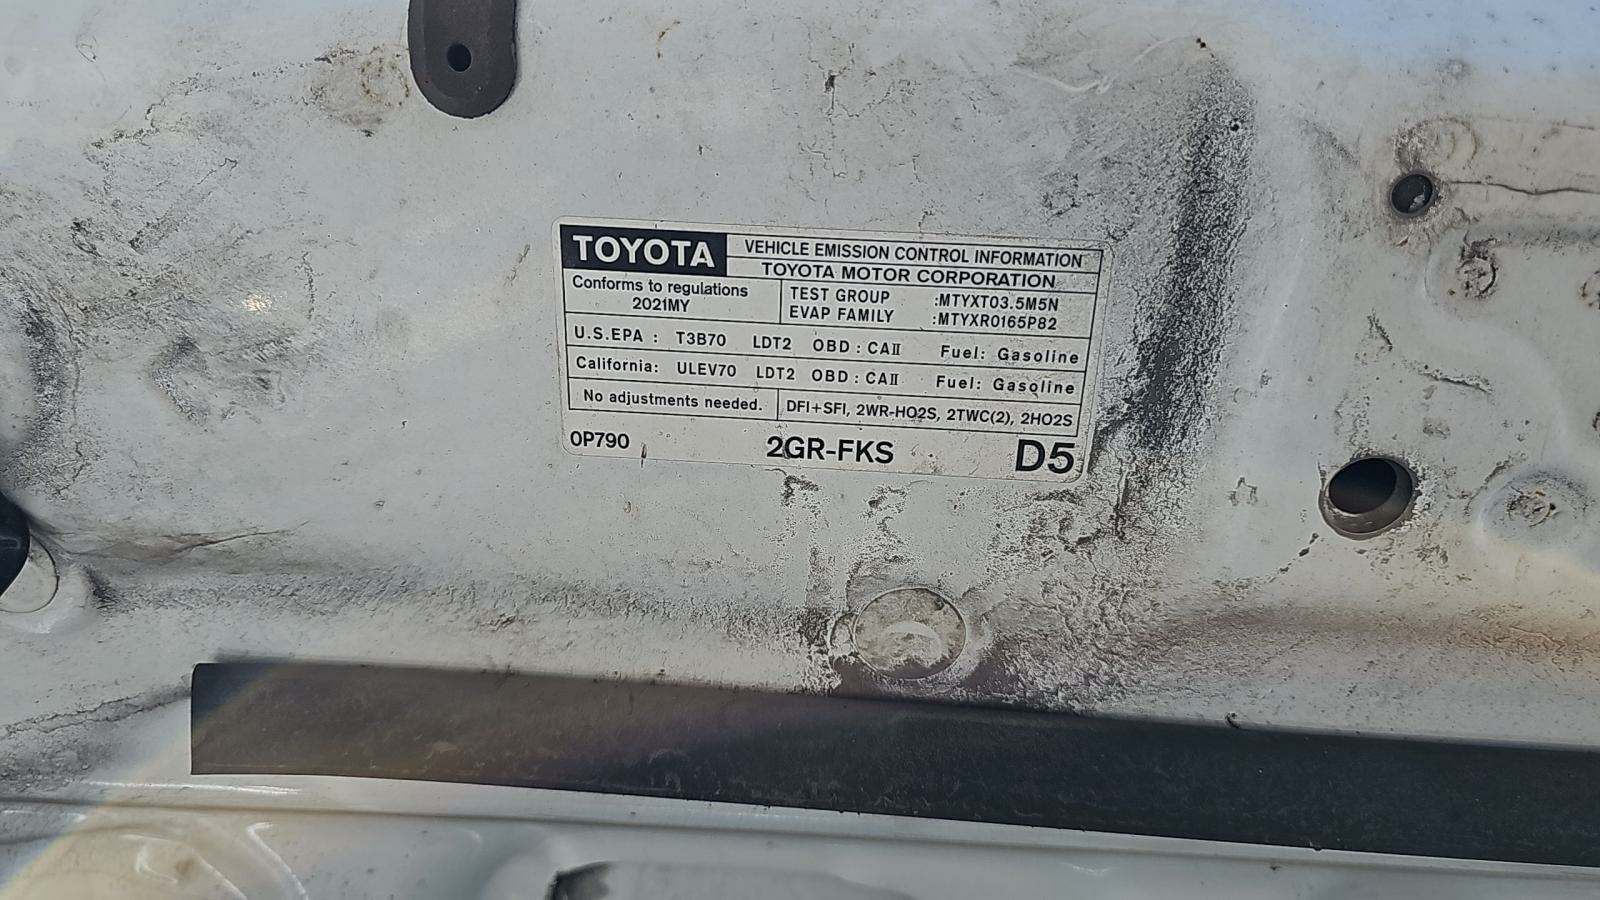 TOYOTA VEHICLE EMISSION CONTROL INFORMATION
TOYOTA MOTOR CORPORATION
Conforms to regulations
2021MY
TEST GROUP :MTYXT03.5M5N
EVAP FAMILY :MTYXR0165P82
U.S.EPA : T3B70 LDT2 OBD : CAII Fuel: Gasoline
California: ULEV70 LDT2 OBD : CAII Fuel: Gasoline
No adjustments needed. DFI+SFI, 2WR-HO2S, 2TWC(2), 2HO2S
0P790 2GR-FKS D5